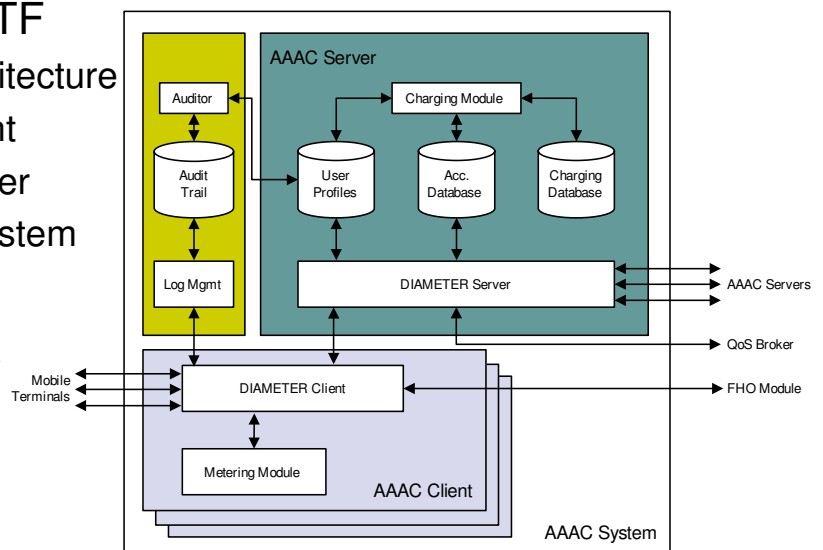 TF
itecture
nt
er
stem
AAAC Server
Auditor
Charging Module
Audit
Trail
User
Profiles
Acc.
Database
Charging
Database
Log Mgmt
DIAMETER Server
AAAC Servers
QoS Broker
Mobile
Terminals
DIAMETER Client
FHO Module
Metering Module
AAAC Client
AAAC System